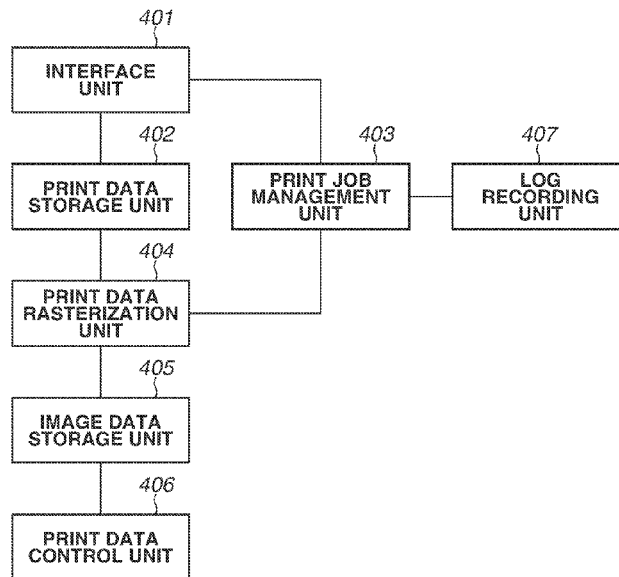 401
INTERFACE
UNIT
402
PRINT DATA
STORAGE UNIT
403
PRINT JOB
MANAGEMENT
UNIT
407
LOG
RECORDING
UNIT
404
PRINT DATA
RASTERIZATION
UNIT
405
IMAGE DATA
STORAGE UNIT
406
PRINT DATA
CONTROL UNIT